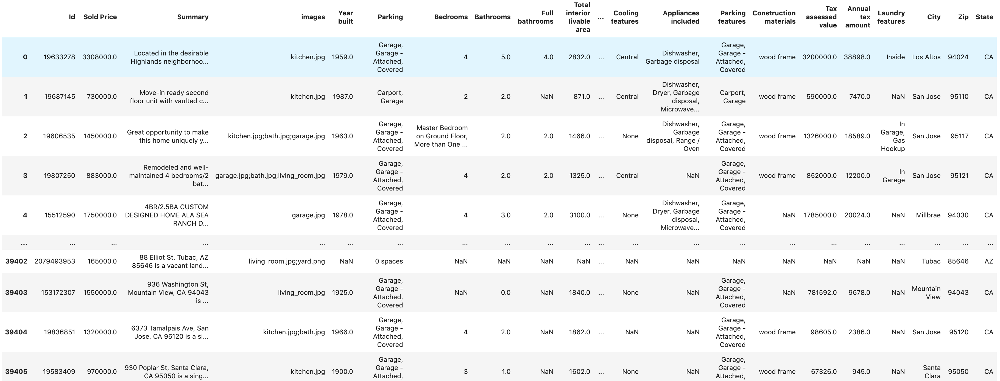 Id Sold Price Summary images Year built Parking Bedrooms Bathrooms Full bathrooms Total interior livable area ... Cooling features Appliances included Parking features Construction materials Tax assessed value Annual tax amount Laundry features City Zip State
0 19633278 3308000.0 Located in the desirable Highlands neighborhoo... kitchen.jpg 1959.0 Garage, Garage - Attached, Covered 4 5.0 4.0 2832.0 ... Central Dishwasher, Garbage disposal Garage, Garage - Attached, Covered wood frame 3200000.0 38898.0 Inside Los Altos 94024 CA
1 19687145 730000.0 Move-in ready second floor unit with vaulted c... kitchen.jpg 1987.0 Carport, Garage 2 2.0 NaN 871.0 ... Central Dishwasher, Dryer, Garbage disposal, Microwave... Carport, Garage wood frame 590000.0 7470.0 NaN San Jose 95110 CA
2 19606535 1450000.0 Great opportunity to make this home uniquely y... kitchen.jpg;bath.jpg;garage.jpg 1963.0 Garage, Garage - Attached, Covered Master Bedroom on Ground Floor, More than One ... 2.0 2.0 1466.0 ... None Dishwasher, Garbage disposal, Range / Oven Garage, Garage - Attached, Covered wood frame 1326000.0 18589.0 In Garage, Gas Hookup San Jose 95117 CA
3 19807250 883000.0 Remodeled and well-maintained 4 bedrooms/2 bat... garage.jpg;bath.jpg;living_room.jpg 1979.0 Garage, Garage - Attached, Covered 4 2.0 2.0 1325.0 ... Central NaN Garage, Garage - Attached, Covered wood frame 852000.0 12200.0 In Garage San Jose 95121 CA
4 15512590 1750000.0 4BR/2.5BA CUSTOM DESIGNED HOME ALA SEA RANCH D... garage.jpg 1978.0 Garage, Garage - Attached, Covered 4 3.0 2.0 3100.0 ... None Dishwasher, Dryer, Garbage disposal, Microwave... Garage, Garage - Attached, Covered NaN 1785000.0 20024.0 NaN Millbrae 94030 CA
... ... ... ... ... ... ... ... ... ... ... ... ... ... ... ... ... ... ... ... ... ...
39402 2079493953 165000.0 88 Elliot St, Tubac, AZ 85646 is a vacant land... living_room.jpg;yard.png NaN 0 spaces NaN NaN NaN NaN ... NaN NaN NaN NaN NaN NaN NaN Tubac 85646 AZ
39403 153172307 1550000.0 936 Washington St, Mountain View, CA 94043 is ... living_room.jpg 1925.0 Garage, Garage - Attached, Covered NaN 0.0 NaN 1840.0 ... None NaN Garage, Garage - Attached, Covered NaN 781592.0 9678.0 NaN Mountain View 94043 CA
39404 19836851 1320000.0 6373 Tamalpais Ave, San Jose, CA 95120 is a si... kitchen.jpg;bath.jpg 1966.0 Garage, Garage - Attached, Covered 4 2.0 NaN 1862.0 ... NaN NaN Garage, Garage - Attached, Covered wood frame 98605.0 2386.0 NaN San Jose 95120 CA
39405 19583409 970000.0 930 Poplar St, Santa Clara, CA 95050 is a sing... kitchen.jpg 1900.0 Garage, Garage - Attached, 3 1.0 NaN 1602.0 ... None NaN Garage, Garage - Attached, wood frame 67326.0 945.0 NaN Santa Clara 95050 CA